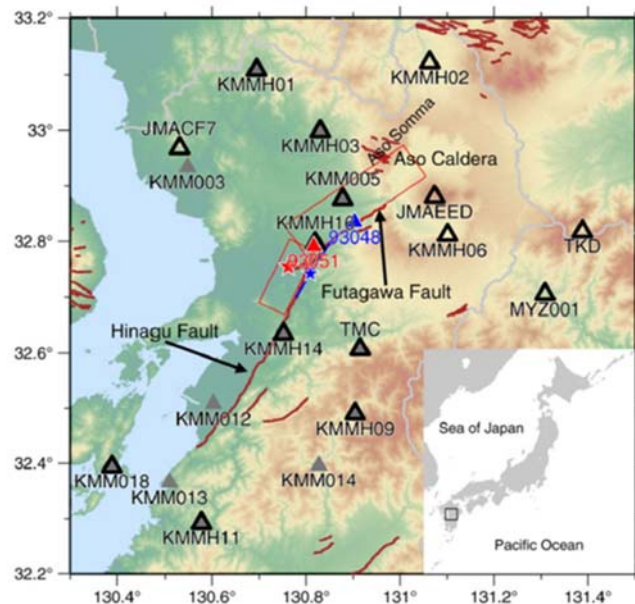 33.2°
KMMH01
KMMH02
33°
JMACF7
KMMH03
Aso Somma
Aso Caldera
KMM003
KMM005
JMAEED
32.8°
KMMH16
93048
KMMH06
TKD
93051
Futagawa Fault
MYZ001
Hinagu Fault
KMMH14
TMC
32.6°
KMM012
KMMH09
Sea of Japan
32.4°
KMM018
KMM013
KMM014
KMMH11
Pacific Ocean
32.2°
130.4° 130.6° 130.8° 131° 131.2° 131.4°